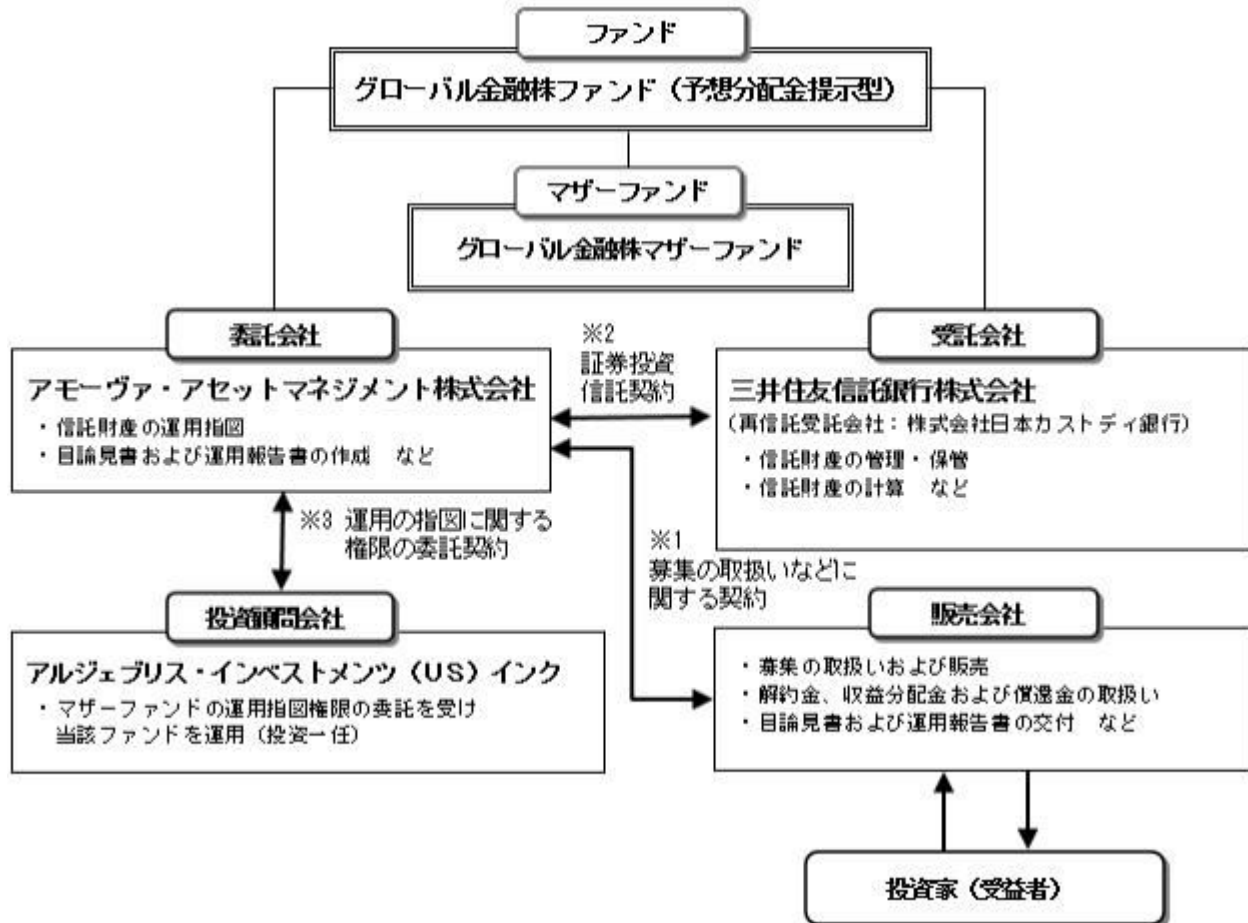 ファンド
グローバル金融株ファンド（予想分配金提示型）
マザーファンド
グローバル金融株マザーファンド
委託会社
アモーヴァ・アセットマネジメント株式会社
・信託財産の運用指図
・目論見書および運用報告書の作成　など
※2
証券投資
信託契約
受託会社
三井住友信託銀行株式会社
（再信託受託会社：株式会社日本カストディ銀行）
・信託財産の管理・保管
・信託財産の計算　など
※3 運用の指図に関する
権限の委託契約
※1
募集の取扱いなどに
関する契約
投資顧問会社
アルジェブリス・インベストメンツ（US）インク
・マザーファンドの運用指図権限の委託を受け
当該ファンドを運用（投資一任）
販売会社
・募集の取扱いおよび販売
・解約金、収益分配金および償還金の取扱い
・目論見書および運用報告書の交付　など
投資家（受益者）